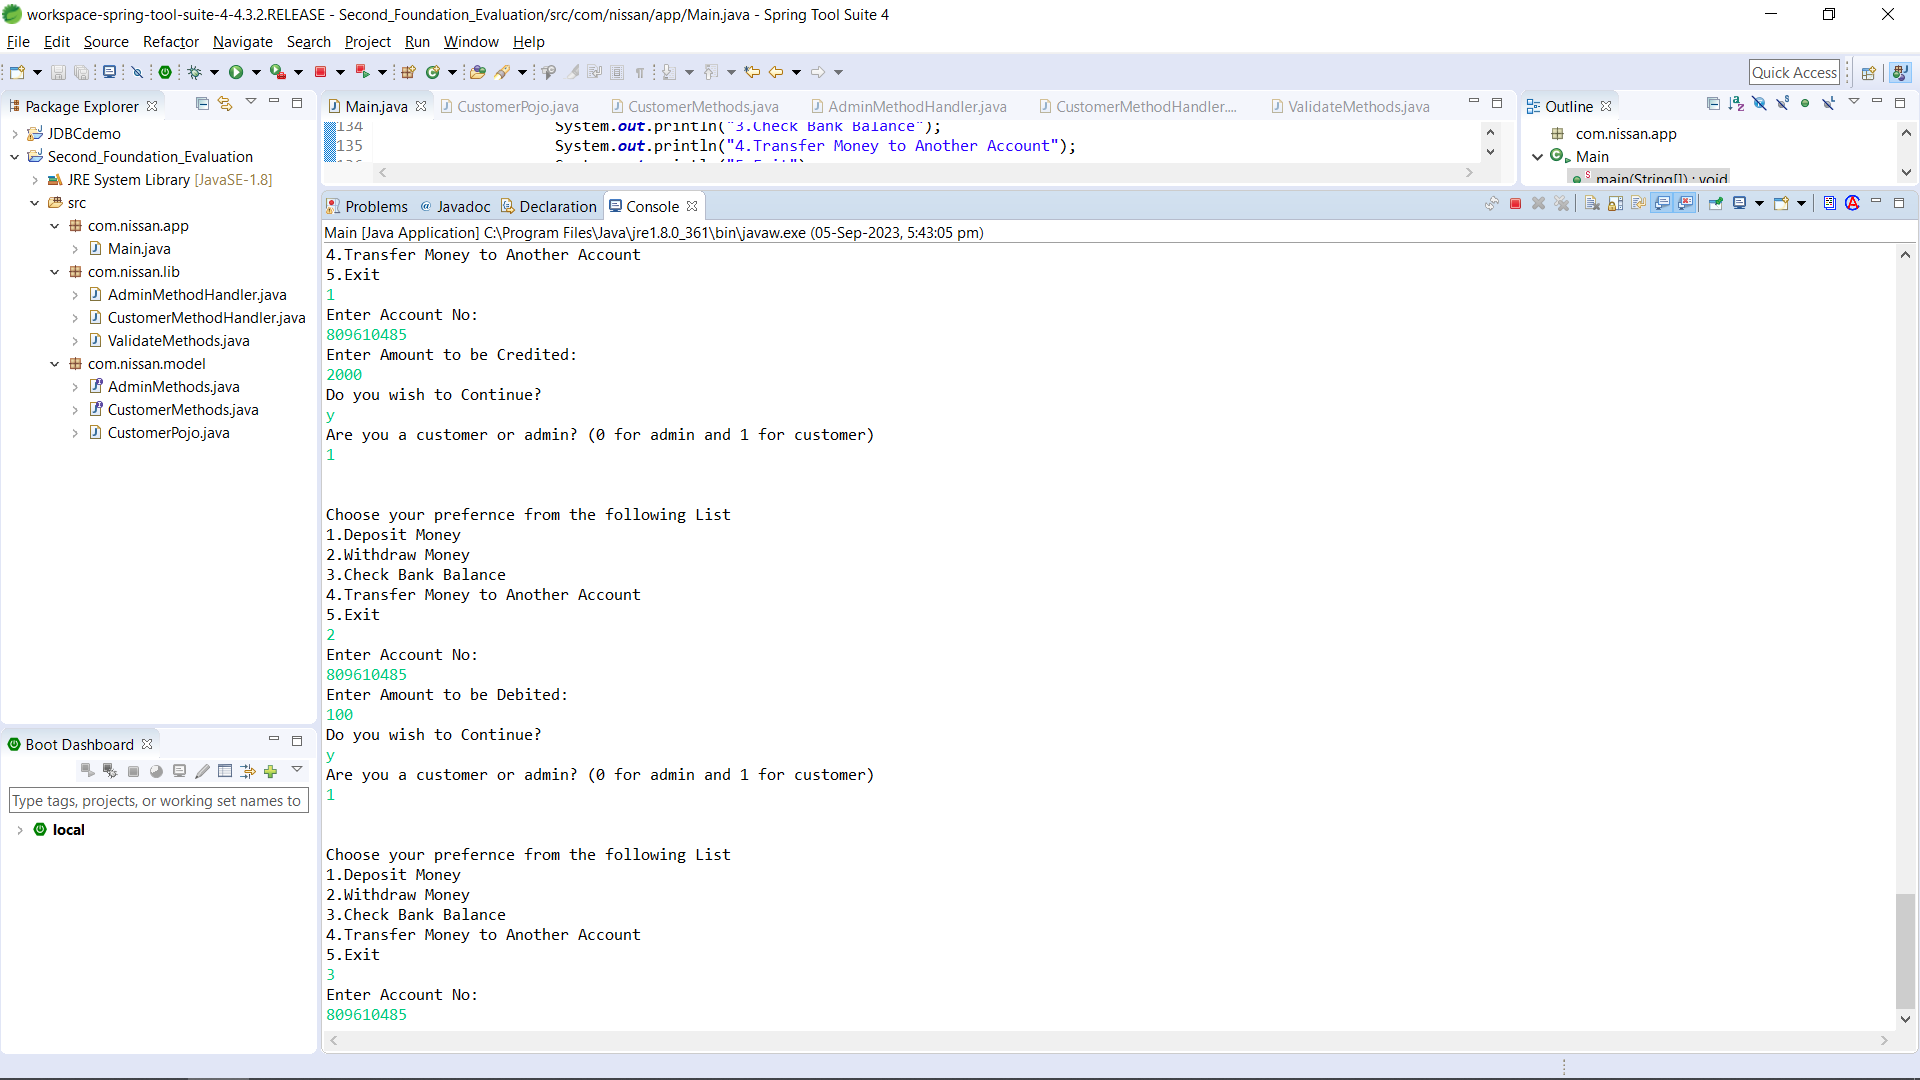 workspace-spring-tool-suite-4-4.3.2.RELEASE - Second_Foundation_Evaluation/src/com/nissan/app/Main.java - Spring Tool Suite 4
File Edit Source Refactor Navigate Search Project Run Window Help
Quick Access
Package Explorer
JDBCdemo
Second_Foundation_Evaluation
JRE System Library [JavaSE-1.8]
src
com.nissan.app
Main.java
com.nissan.lib
AdminMethodHandler.java
CustomerMethodHandler.java
ValidateMethods.java
com.nissan.model
AdminMethods.java
CustomerMethods.java
CustomerPojo.java
Boot Dashboard
Type tags, projects, or working set names to
local
Main.java CustomerPojo.java CustomerMethods.java AdminMethodHandler.java CustomerMethodHandler.... ValidateMethods.java
134 System.out.println("3.Check Bank Balance");
135 System.out.println("4.Transfer Money to Another Account");
Outline
com.nissan.app
Main
main(String[]) : void
Problems Javadoc Declaration Console
Main [Java Application] C:\Program Files\Java\jre1.8.0_361\bin\javaw.exe (05-Sep-2023, 5:43:05 pm)
4.Transfer Money to Another Account
5.Exit
1
Enter Account No:
809610485
Enter Amount to be Credited:
2000
Do you wish to Continue?
y
Are you a customer or admin? (0 for admin and 1 for customer)
1
Choose your prefernce from the following List
1.Deposit Money
2.Withdraw Money
3.Check Bank Balance
4.Transfer Money to Another Account
5.Exit
2
Enter Account No:
809610485
Enter Amount to be Debited:
100
Do you wish to Continue?
y
Are you a customer or admin? (0 for admin and 1 for customer)
1
Choose your prefernce from the following List
1.Deposit Money
2.Withdraw Money
3.Check Bank Balance
4.Transfer Money to Another Account
5.Exit
3
Enter Account No:
809610485